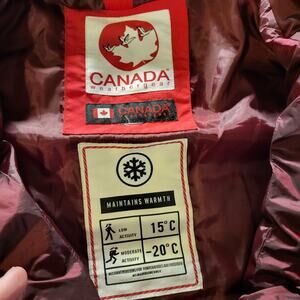 CANADA
weathergear
CANADA
MAINTAINS WARMTH
LOW
ACTIVITY
15°C
MODERATE
ACTIVITY
-20°C